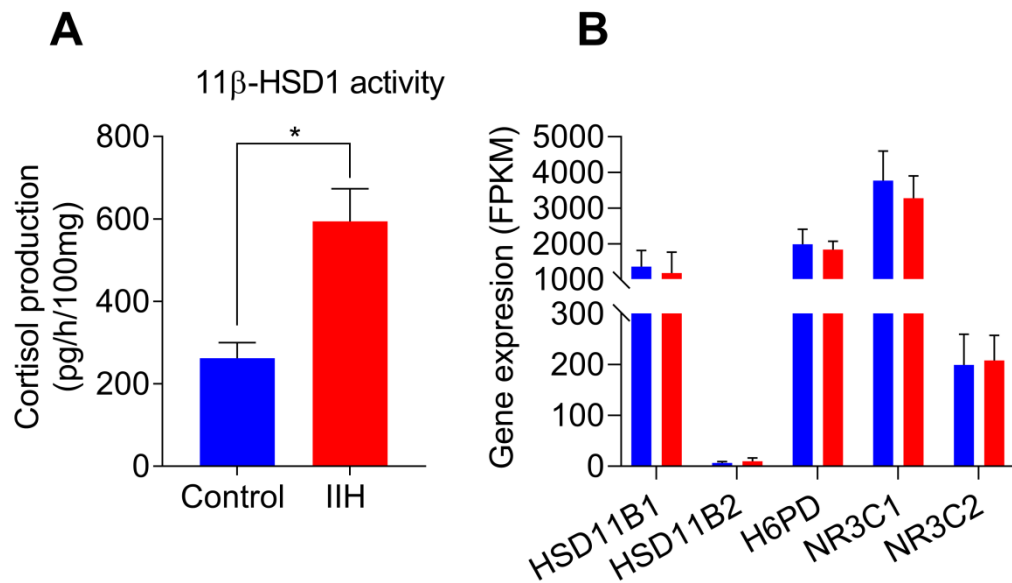 A
11β-HSD1 activity
*
Cortisol production
(pg/h/100mg)
800
600
400
200
0
Control
IIH
B
Gene expresion (FPKM)
5000
4000
3000
2000
1000
300
200
100
0
HSD11B1
HSD11B2
H6PD
NR3C1
NR3C2